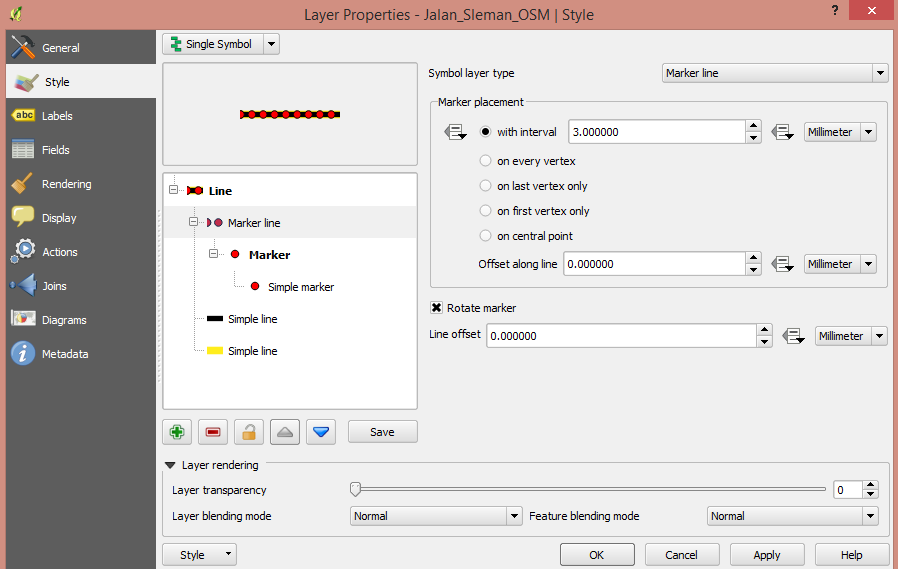 Layer Properties - Jalan_Sleman_OSM | Style
?
x
General
Style
abc
Labels
Fields
Rendering
Display
Actions
Joins
Diagrams
i
Metadata
Single Symbol
Line
Marker line
Marker
Simple marker
Simple line
Simple line
Save
Symbol layer type
Marker line
Marker placement
with interval
3.000000
Millimeter
on every vertex
on last vertex only
on first vertex only
on central point
Offset along line
0.000000
Millimeter
Rotate marker
Line offset
0.000000
Millimeter
Layer rendering
Layer transparency
0
Layer blending mode
Normal
Feature blending mode
Normal
Style
OK
Cancel
Apply
Help